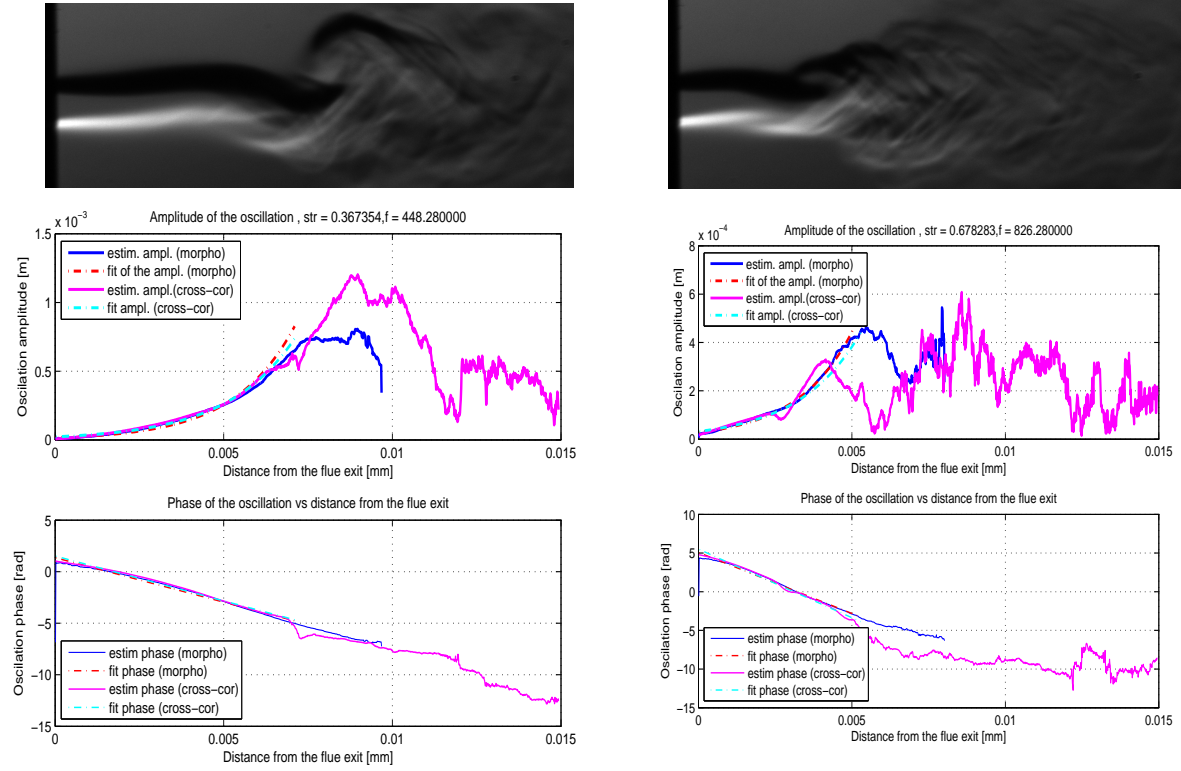 x 10⁻³
Amplitude of the oscillation , str = 0.367354,f = 448.280000
Oscilation amplitude [m]
1.5
1
0.5
0
estim. ampl. (morpho)
fit of the ampl. (morpho)
estim. ampl.(cross−cor)
fit ampl. (cross−cor)
0 0.005 0.01 0.015
Distance from the flue exit [mm]
x 10⁻⁴
Amplitude of the oscillation , str = 0.678283,f = 826.280000
Oscilation amplitude [m]
8
6
4
2
0
estim. ampl. (morpho)
fit of the ampl. (morpho)
estim. ampl.(cross−cor)
fit ampl. (cross−cor)
0 0.005 0.01 0.015
Distance from the flue exit [mm]
Phase of the oscillation vs distance from the flue exit
Oscilation phase [rad]
5
0
−5
−10
−15
estim phase (morpho)
fit phase (morpho)
estim phase (cross−cor)
fit phase (cross−cor)
0 0.005 0.01 0.015
Distance from the flue exit [mm]
Phase of the oscillation vs distance from the flue exit
Oscilation phase [rad]
10
5
0
−5
−10
−15
estim phase (morpho)
fit phase (morpho)
estim phase (cross−cor)
fit phase (cross−cor)
0 0.005 0.01 0.015
Distance from the flue exit [mm]